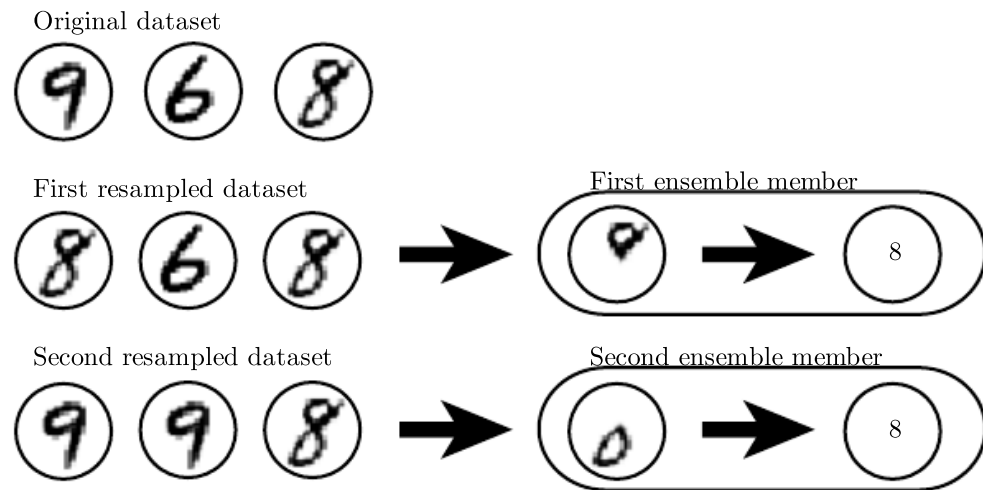 Original dataset
9 6 8
First resampled dataset
First ensemble member
8 6 8
8
Second resampled dataset
Second ensemble member
9 9 8
8